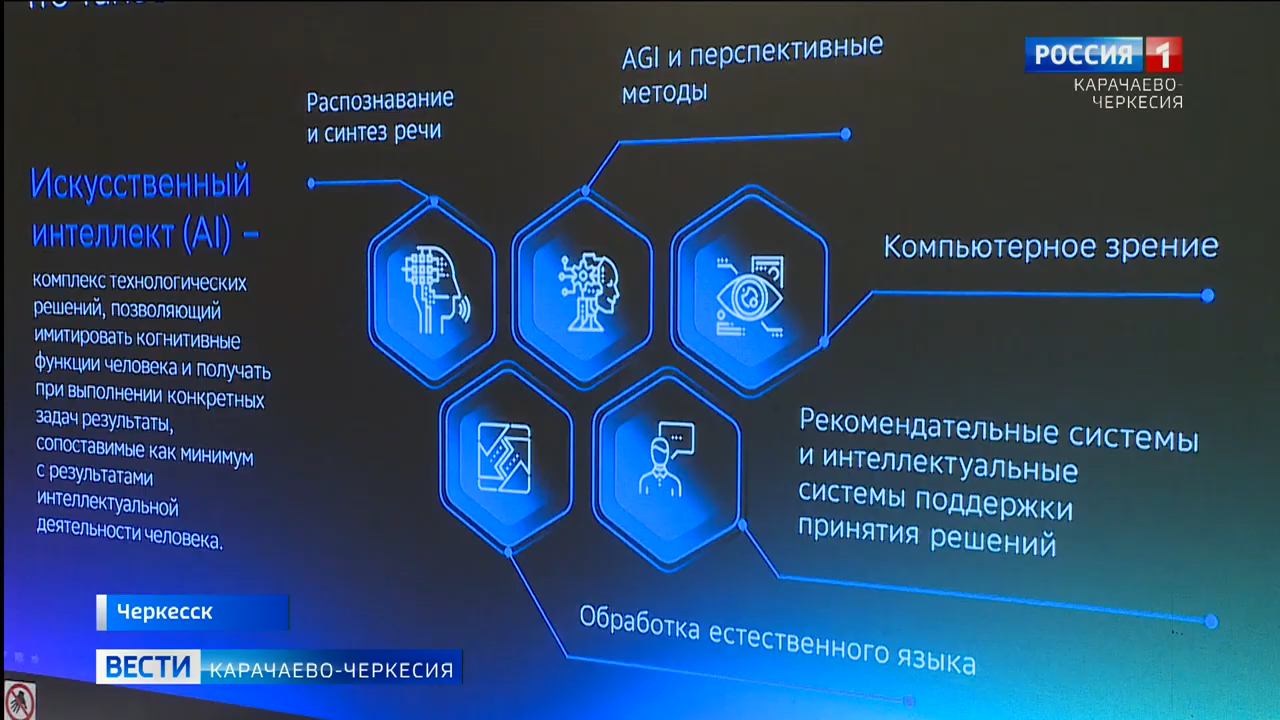 Искусственный
интеллект (AI) –
комплекс технологических
решений, позволяющий
имитировать когнитивные
функции человека и получать
при выполнении конкретных
задач результаты,
сопоставимые как минимум
с результатами
интеллектуальной
деятельности человека.
Распознавание
и синтез речи
AGI и перспективные
методы
Компьютерное зрение
Рекомендательные системы
и интеллектуальные
системы поддержки
принятия решений
Обработка естественного языка
РОССИЯ 1
КАРАЧАЕВО-
ЧЕРКЕСИЯ
Черкесск
ВЕСТИ КАРАЧАЕВО-ЧЕРКЕСИЯ